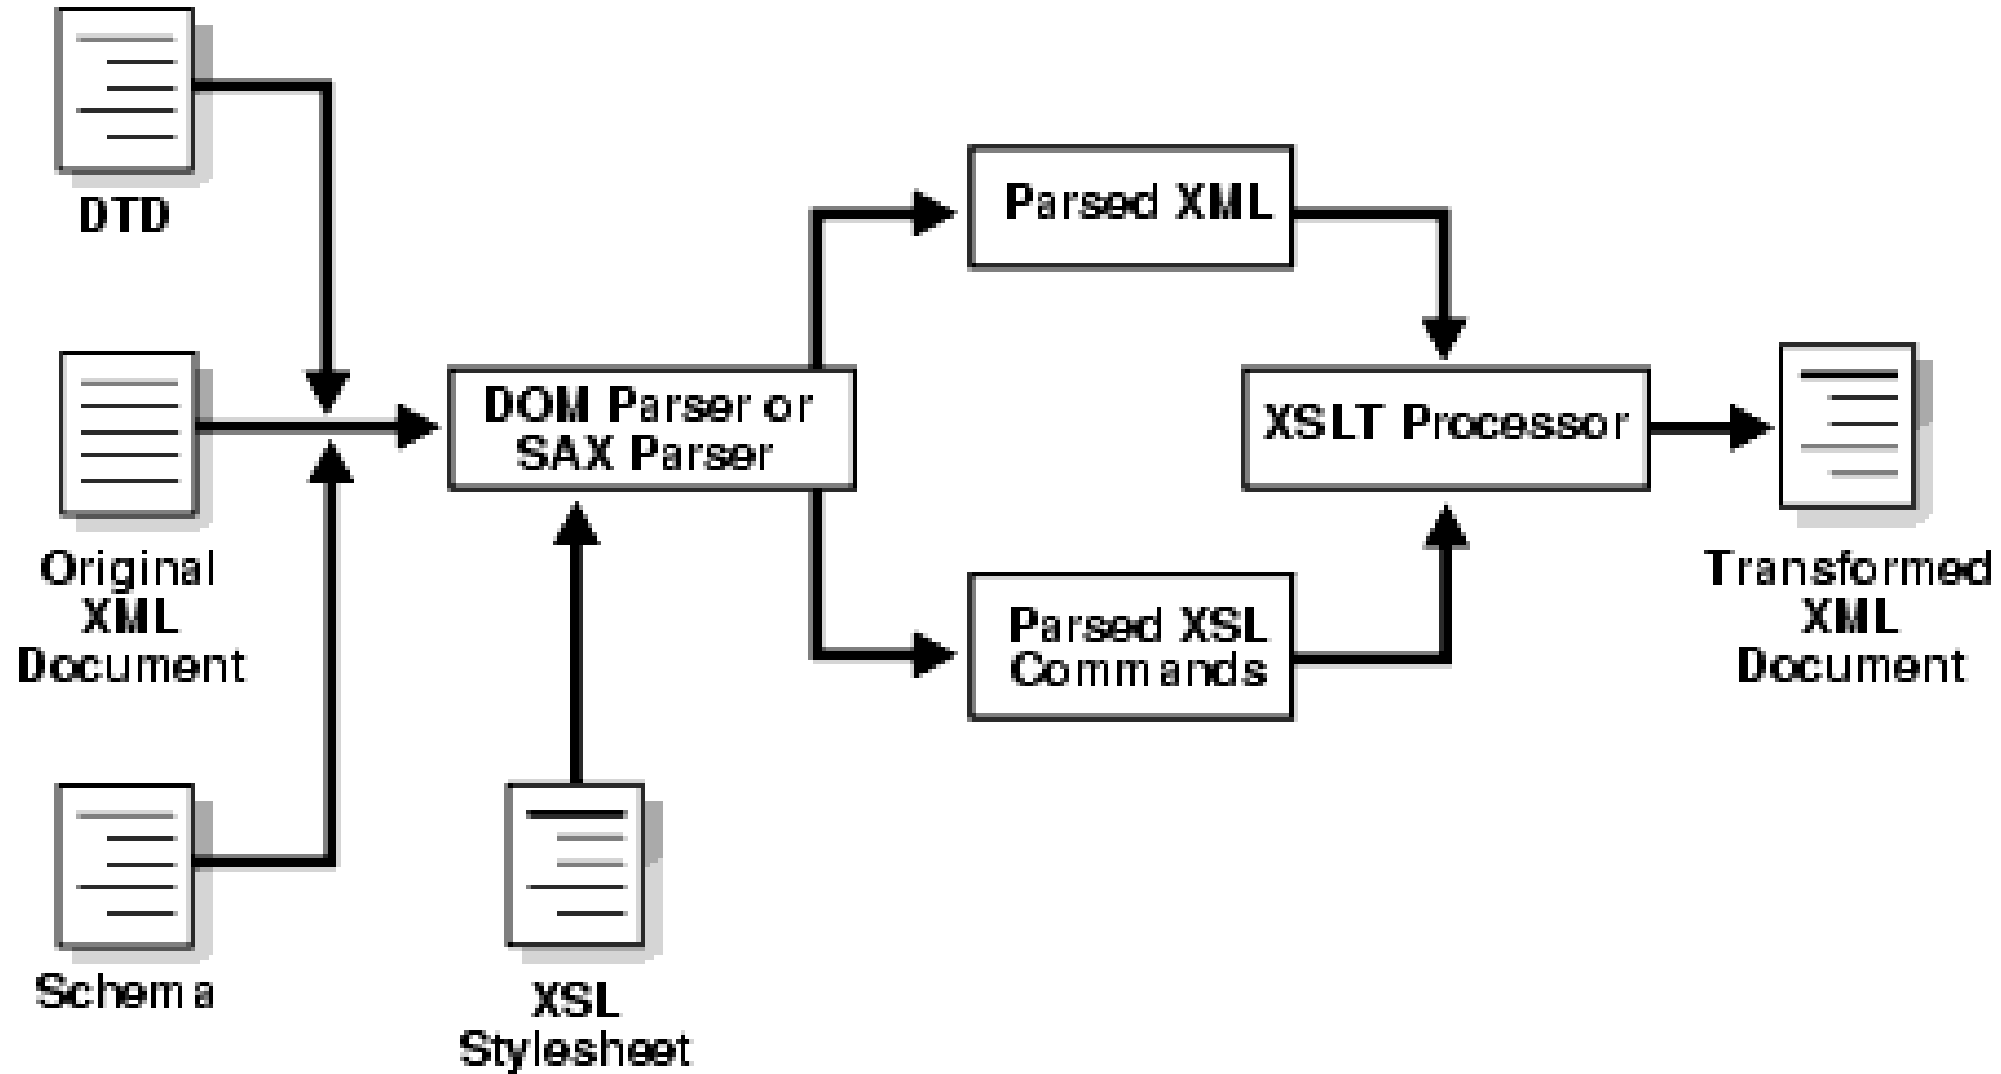 DTD
Original
XML
Document
Schema
DOM Parser or
SAX Parser
XSL
Stylesheet
Parsed XML
Parsed XSL
Commands
XSLT Processor
Transformed
XML
Document